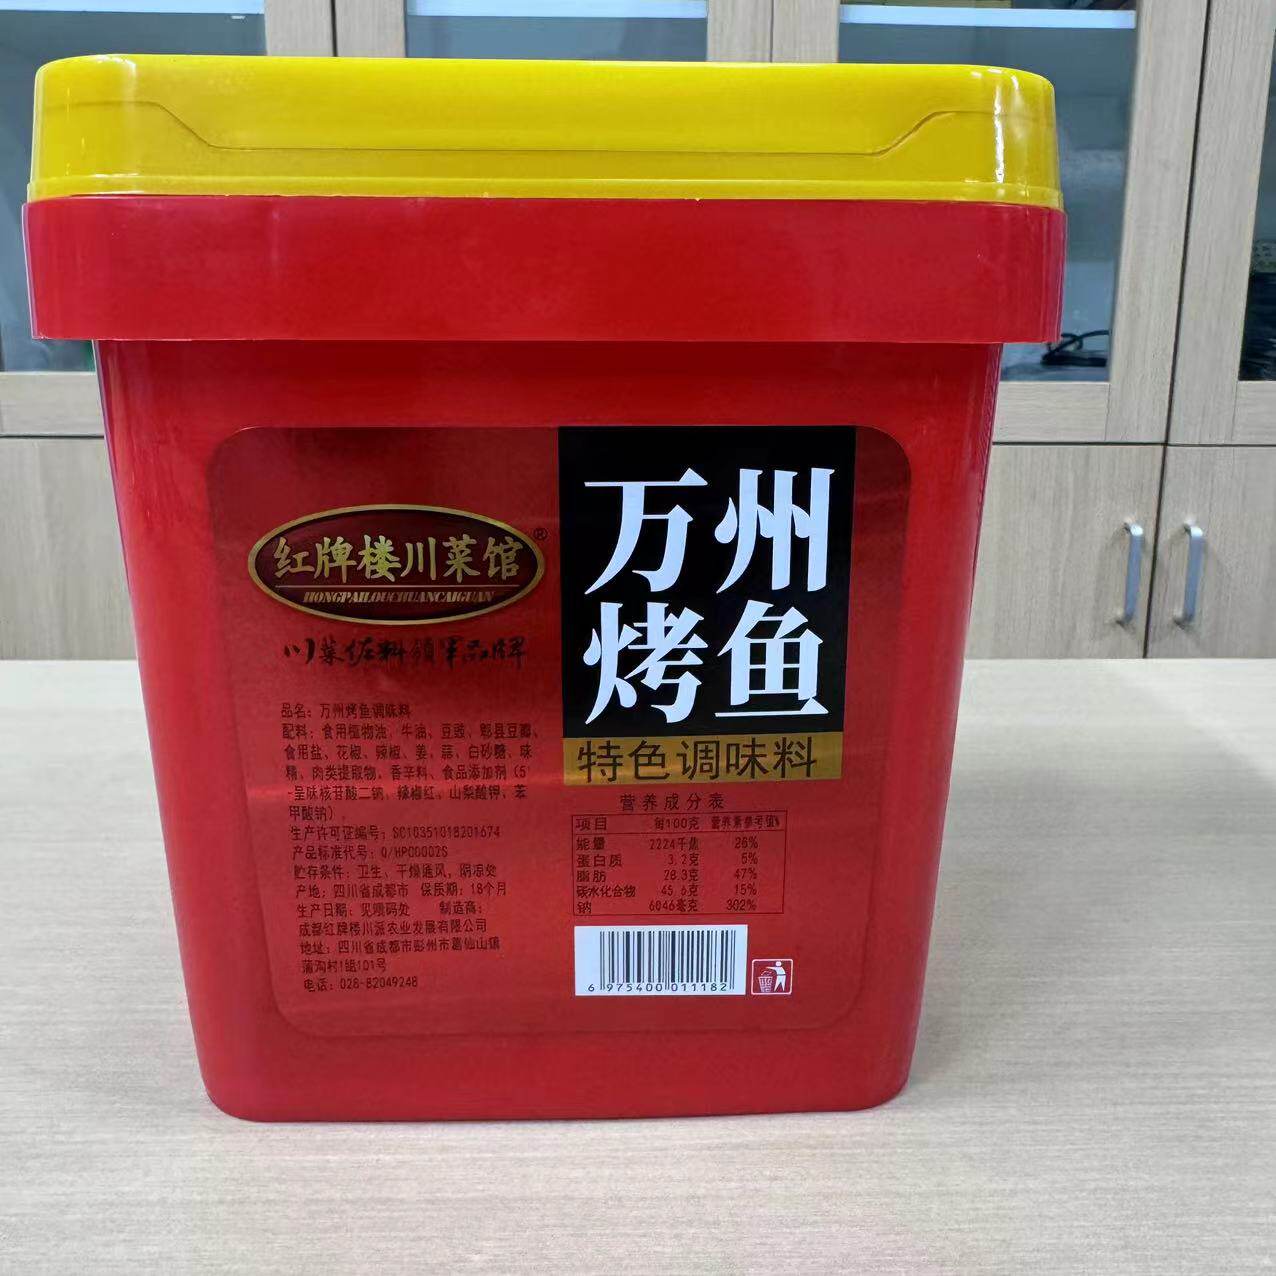 红牌楼川菜馆®
HONGPAILOUCHUANCAIGUAN
川菜佐料领军品牌
万州
烤鱼
特色调味料
品名：万州烤鱼调味料
配料：食用植物油、牛油、豆豉、郫县豆瓣、
食用盐、花椒、辣椒、姜、蒜、白砂糖、味
精、肉类提取物、香辛料、食品添加剂（5'
-呈味核苷酸二钠、辣椒红、山梨酸钾、苯
甲酸钠）。
生产许可证编号：SC10351018201674
产品标准代号：Q/HPC0002S
贮存条件：卫生、干燥通风，阴凉处
产地：四川省成都市 保质期：18个月
生产日期：见喷码处 制造商：
成都红牌楼川派农业发展有限公司
地址：四川省成都市彭州市葛仙山镇
蒲沟村1组101号
电话：028-82049248
营养成分表
项目 每100克 营养素参考值%
能量 2224千焦 26%
蛋白质 3.2克 5%
脂肪 28.3克 47%
碳水化合物 45.6克 15%
钠 6046毫克 302%
6 975400 011182